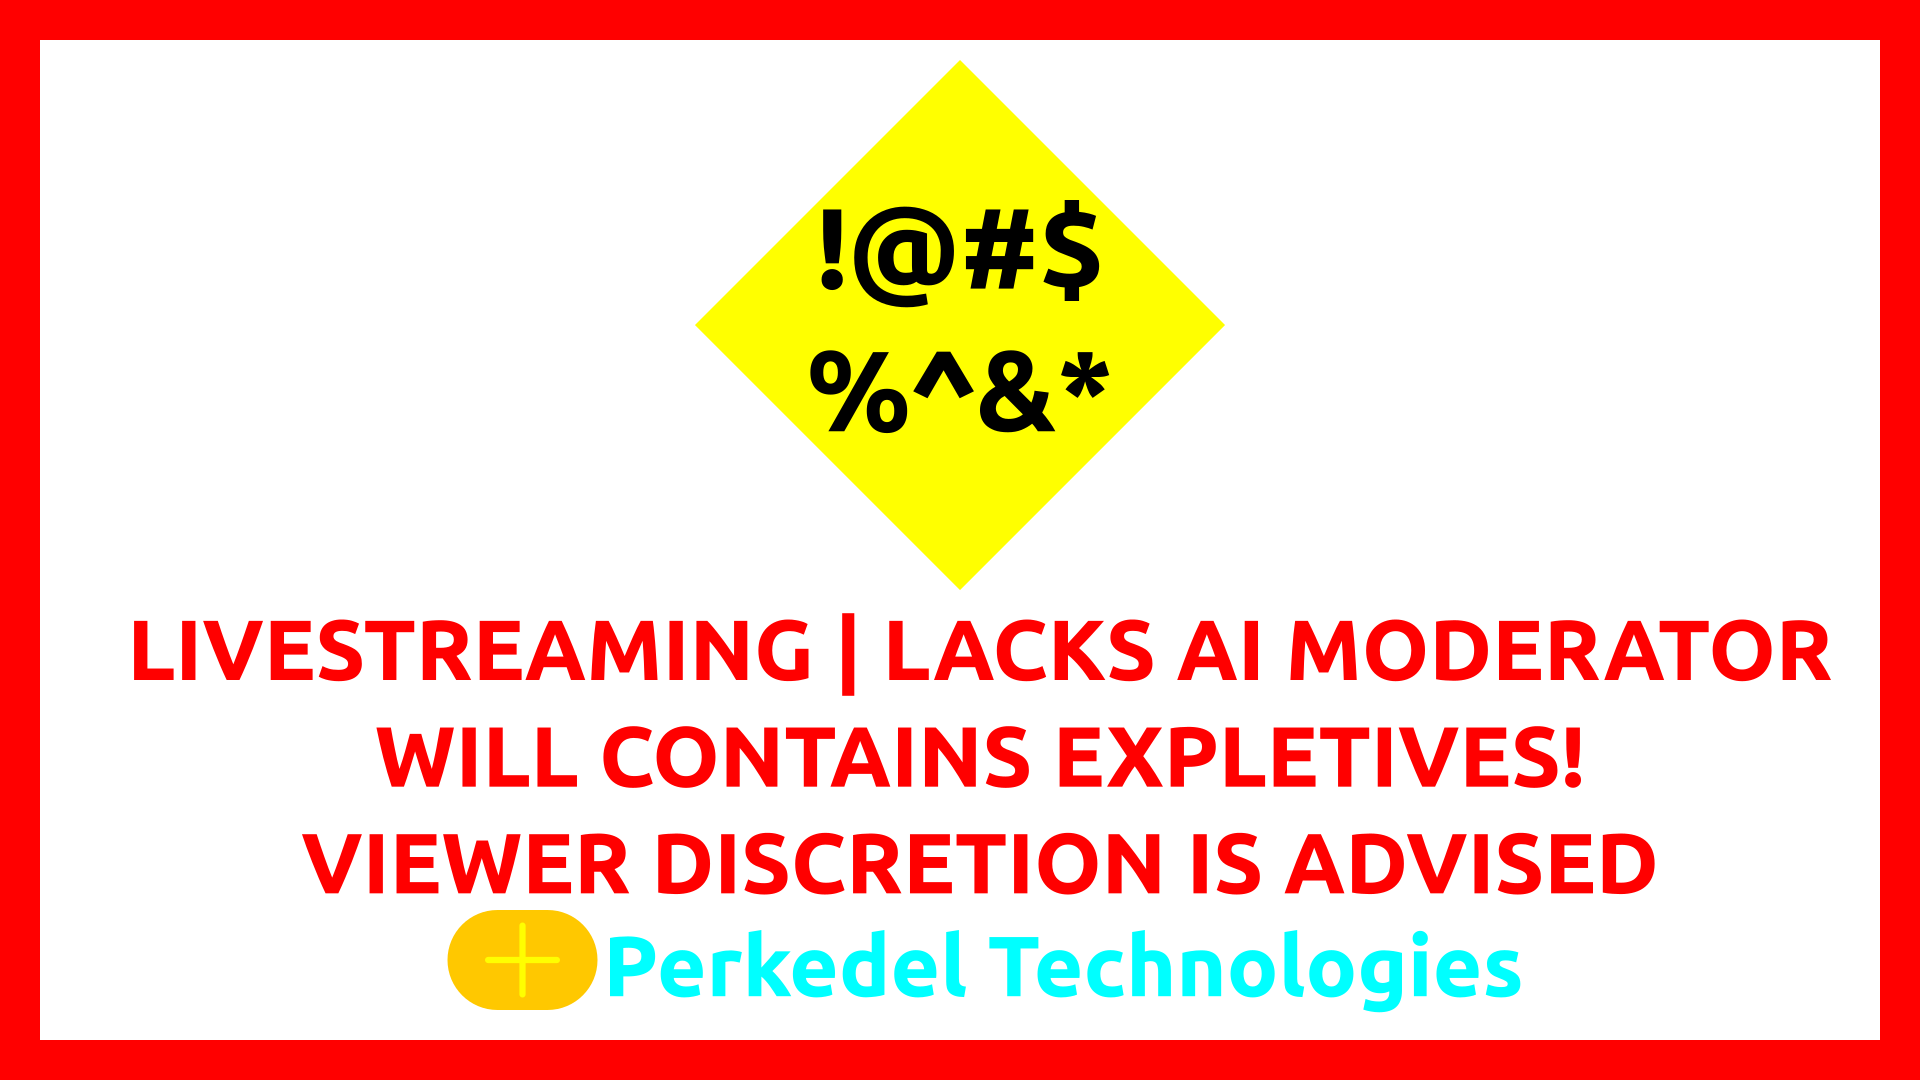 !@#$
%^&*
LIVESTREAMING | LACKS AI MODERATOR
WILL CONTAINS EXPLETIVES!
VIEWER DISCRETION IS ADVISED
Perkedel Technologies